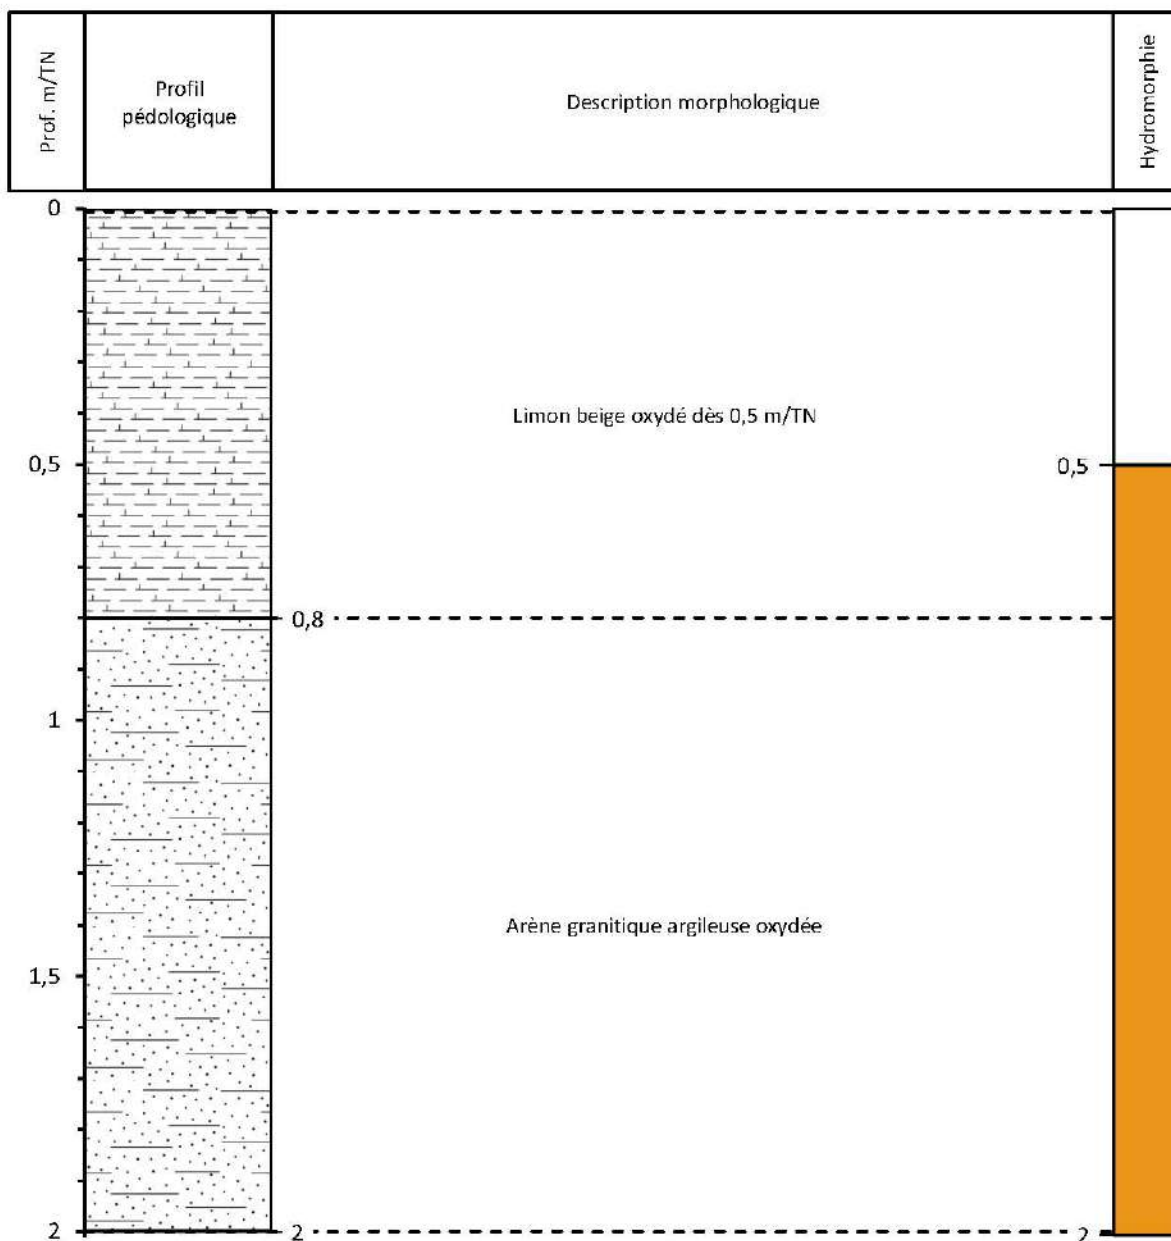 Prof. m/TN
Profil
pédologique
Description morphologique
Hydromorphie
0
Limon beige oxydé dès 0,5 m/TN
0,5
0,5
0,8
1
Arène granitique argileuse oxydée
1,5
2
2
2